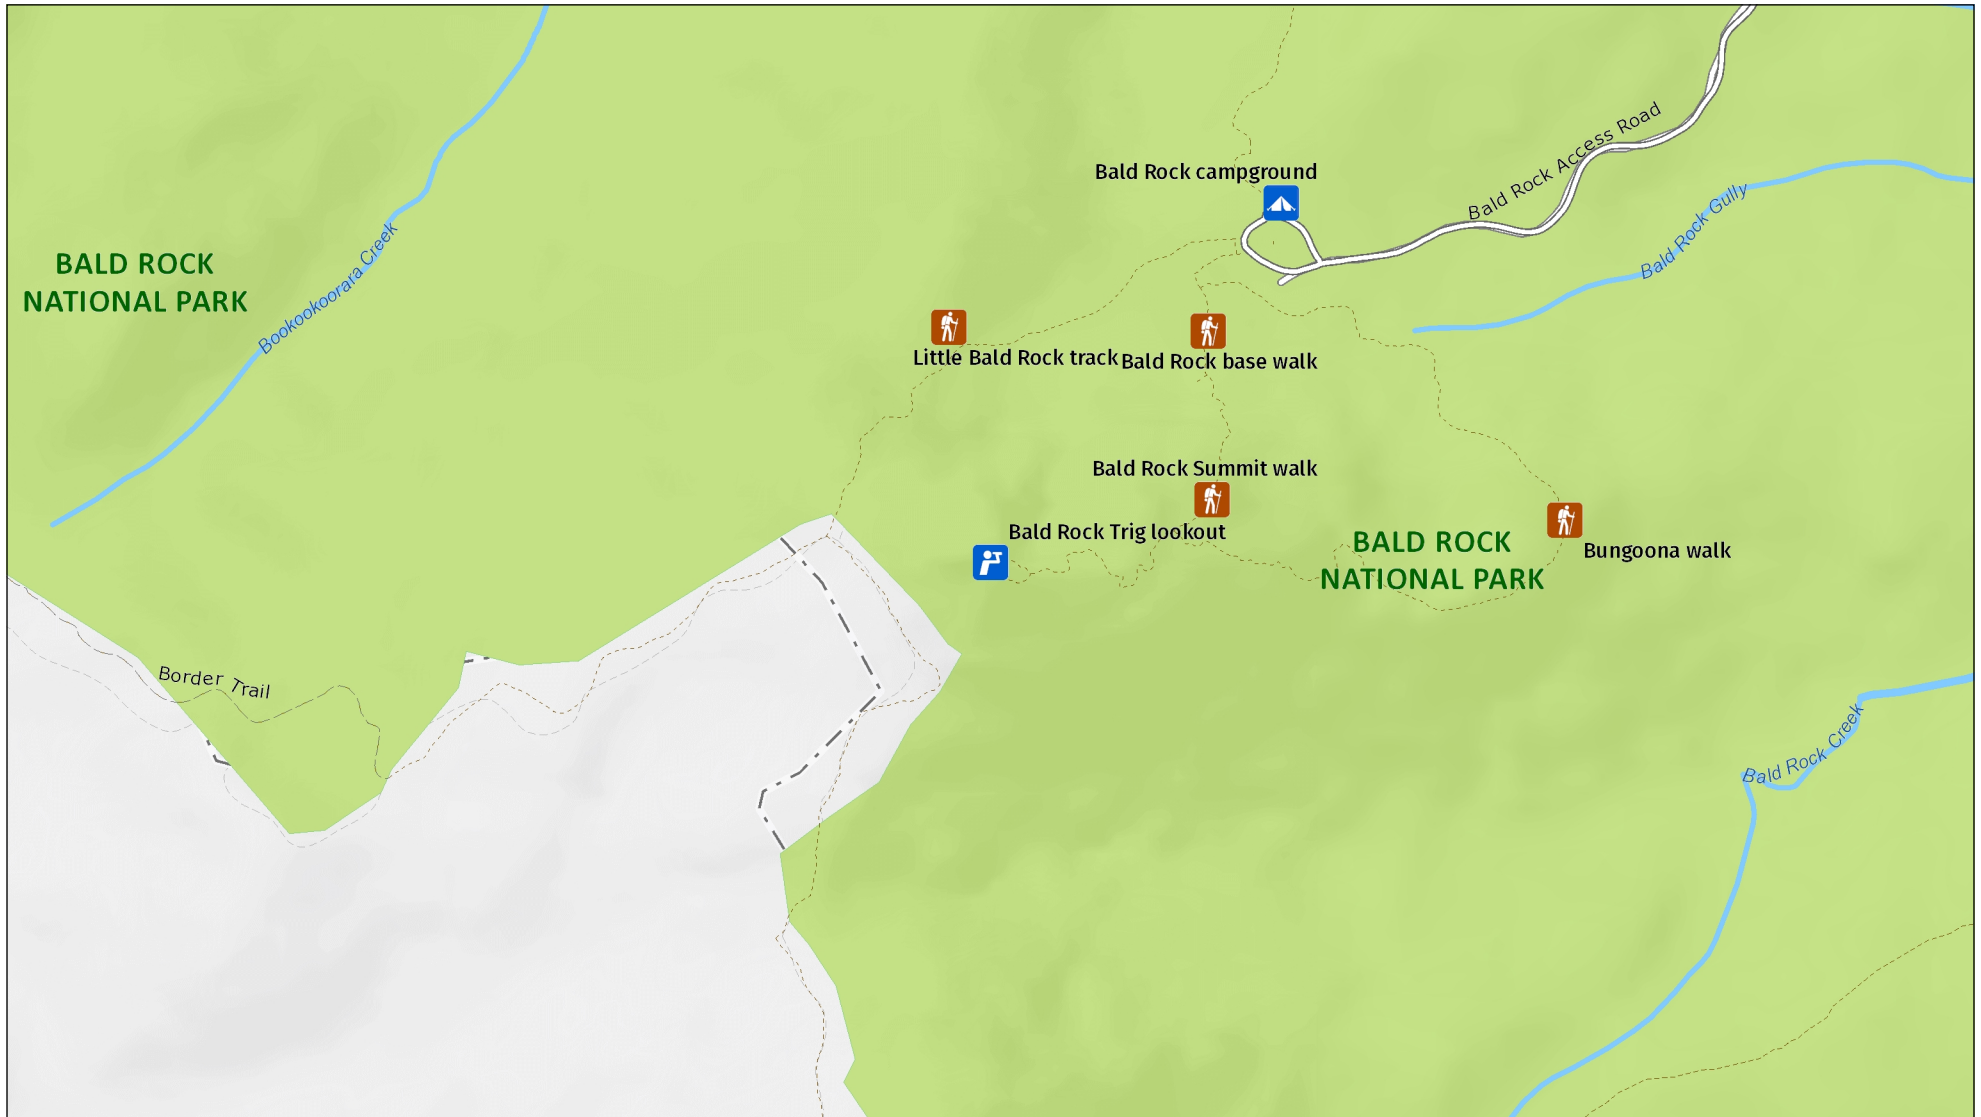 Bald Rock campground
Bald Rock Access Road
Bald Rock Gully
BALD ROCK
NATIONAL PARK
Bookookoorara Creek
Little Bald Rock track
Bald Rock base walk
Bald Rock Summit walk
Bald Rock Trig lookout
BALD ROCK
NATIONAL PARK
Bungoona walk
Border Trail
Bald Rock Creek